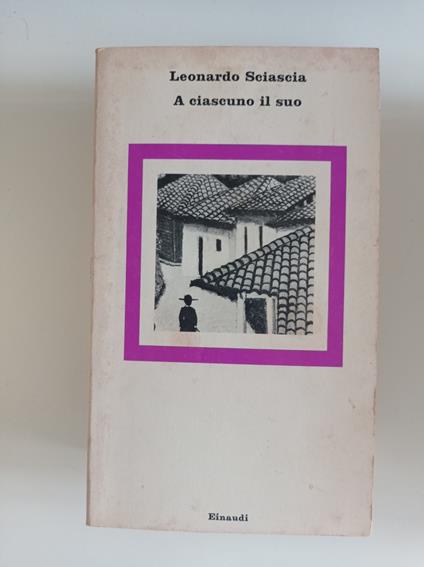 Leonardo Sciascia
A ciascuno il suo
Einaudi